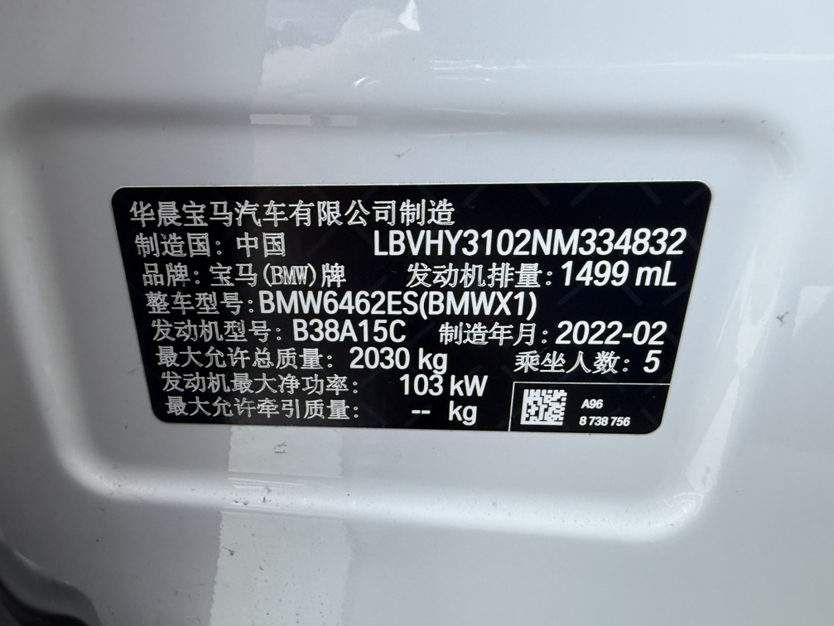 华晨宝马汽车有限公司制造
制造国: 中国 LBVHY3102NM334832
品牌: 宝马(BMW)牌 发动机排量: 1499 mL
整车型号: BMW6462ES(BMWX1)
发动机型号: B38A15C 制造年月: 2022-02
最大允许总质量: 2030 kg 乘坐人数: 5
发动机最大净功率: 103 kW
最大允许牵引质量: -- kg
A96
8 738 756